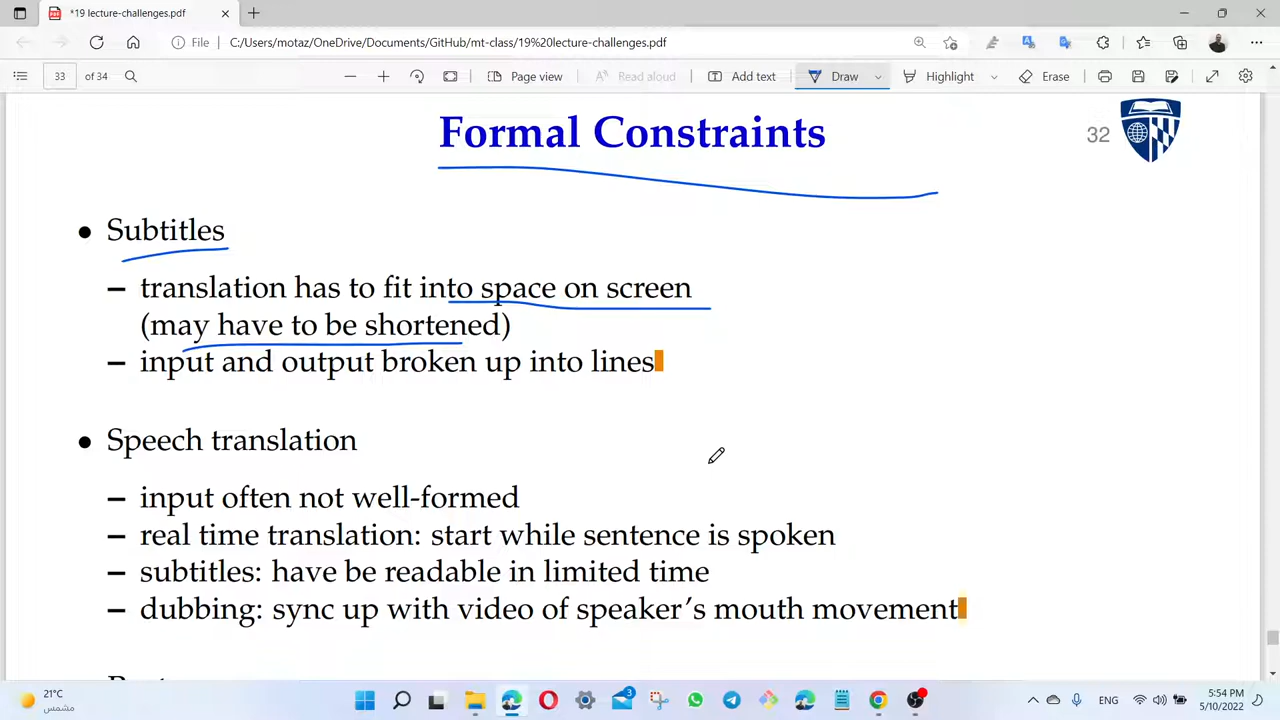 *19 lecture-challenges.pdf
File
C:/Users/motaz/OneDrive/Documents/GitHub/mt-class/19%20lecture-challenges.pdf
33 of 34
Page view
Read aloud
Add text
Draw
Highlight
Erase
Formal Constraints
32
• Subtitles
– translation has to fit into space on screen
(may have to be shortened)
– input and output broken up into lines
• Speech translation
– input often not well-formed
– real time translation: start while sentence is spoken
– subtitles: have be readable in limited time
– dubbing: sync up with video of speaker's mouth movement
21°C
مشمس
3
ENG
5:54 PM
5/10/2022